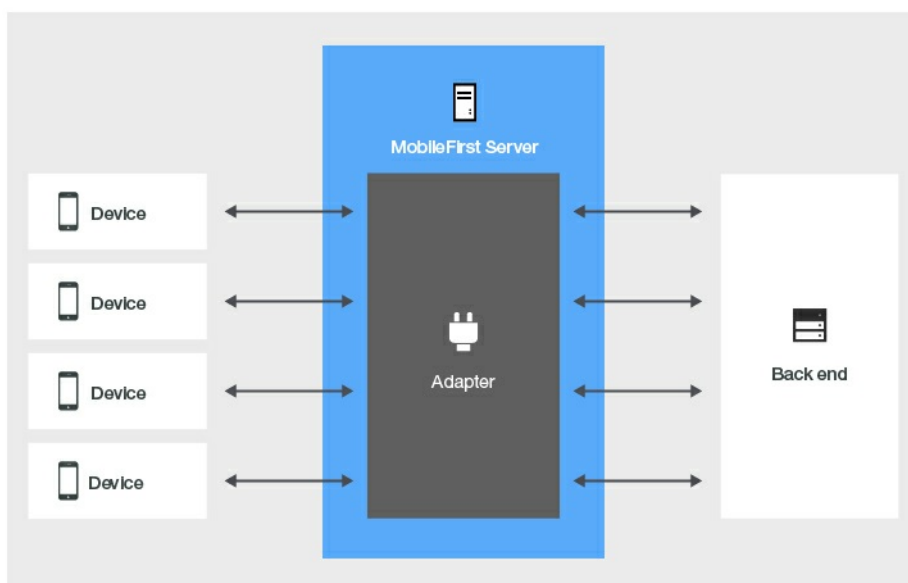 MobileFirst Server
Device
Device
Device
Device
Adapter
Back end